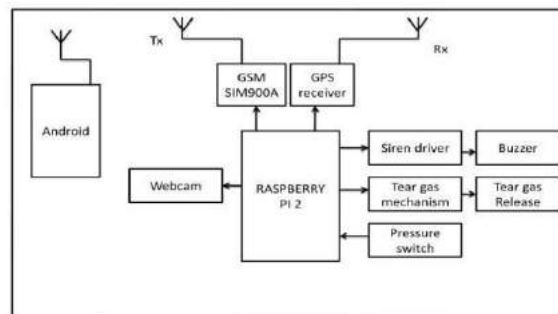 Tx
Rx
GSM
SIM900A
GPS
receiver
Android
Siren driver
Buzzer
Webcam
RASPBERRY
PI 2
Tear gas
mechanism
Tear gas
Release
Pressure
switch